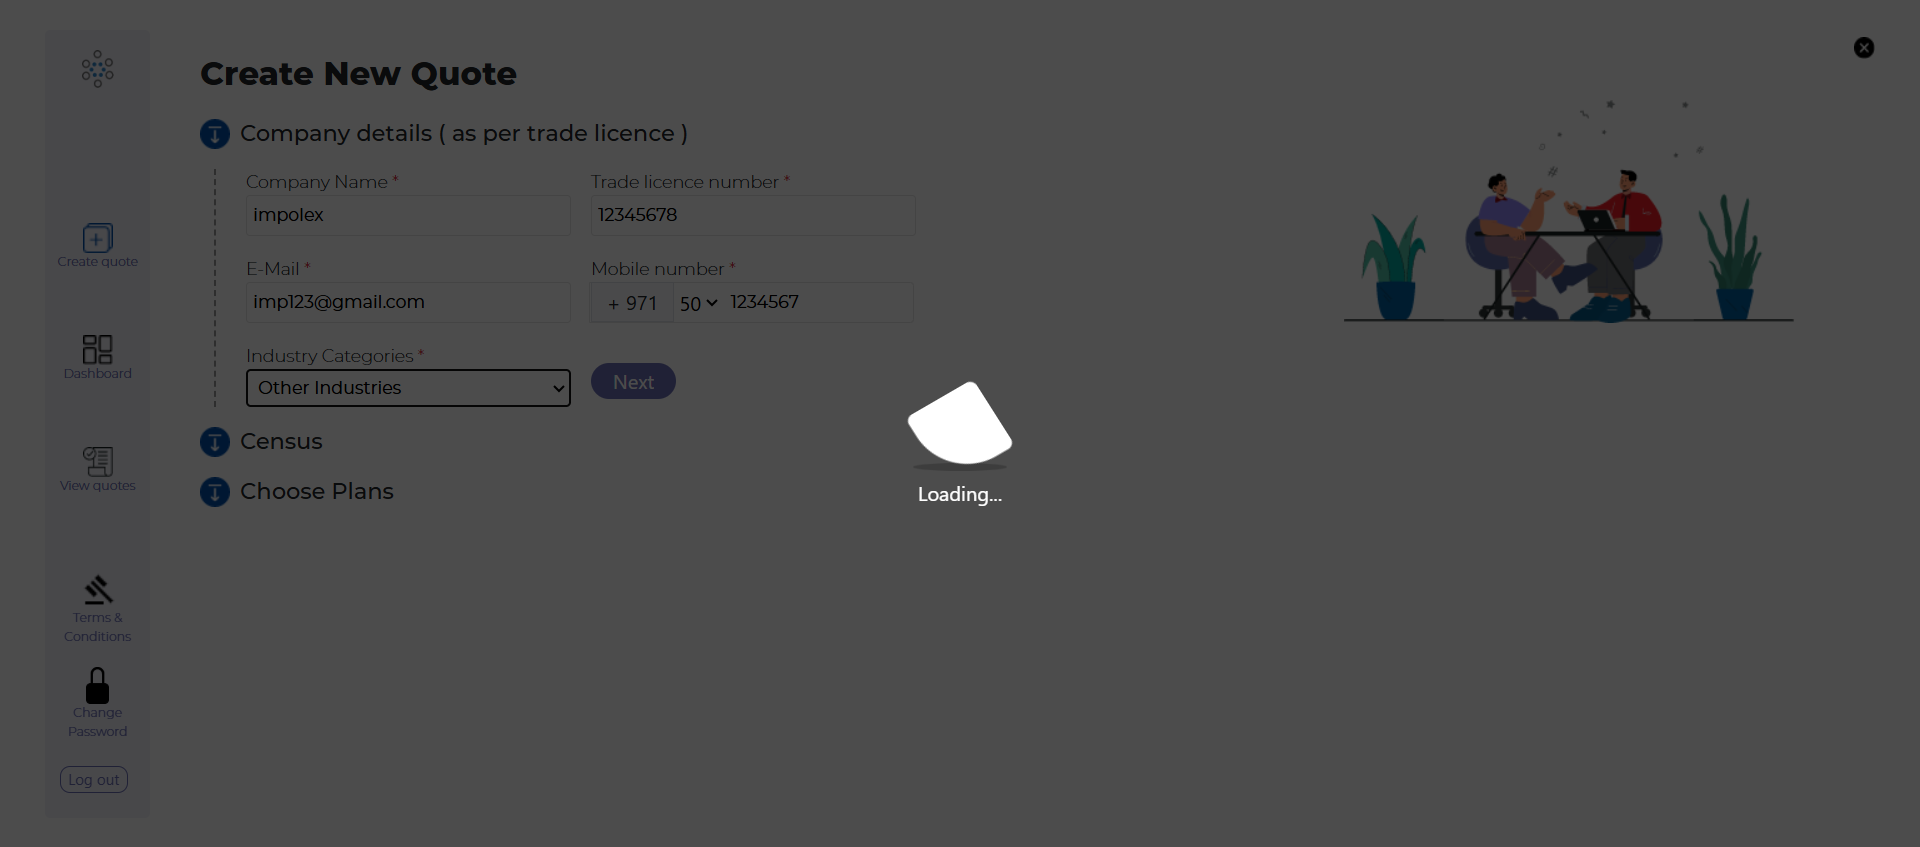 Create New Quote
Company details ( as per trade licence )
Company Name *
Trade licence number *
impolex
12345678
E-Mail *
Mobile number *
imp123@gmail.com
+ 971
50
1234567
Industry Categories *
Other Industries
Next
Census
Choose Plans
Loading...
Create quote
Dashboard
View quotes
Terms &
Conditions
Change
Password
Log out